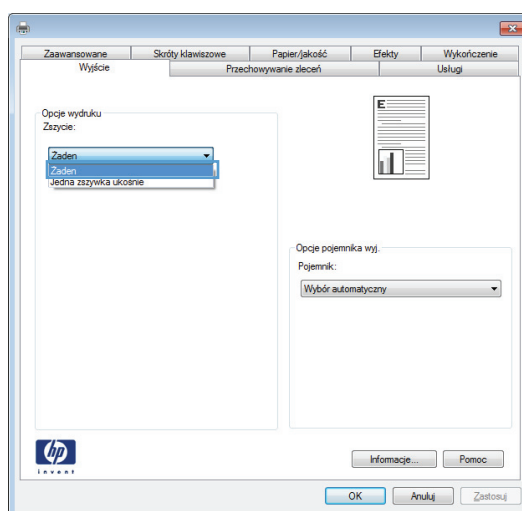 Zaawansowane Skróty klawiszowe Papier/jakość Efekty Wykończenie
Wyjście Przechowywanie zleceń Usługi
Opcje wydruku
Zszycie:
Żaden
Żaden
Jedna zszywka ukośnie
E
Opcje pojemnika wyj.
Pojemnik:
Wybór automatyczny
hp
invent
Informacje... Pomoc
OK Anuluj Zastosuj